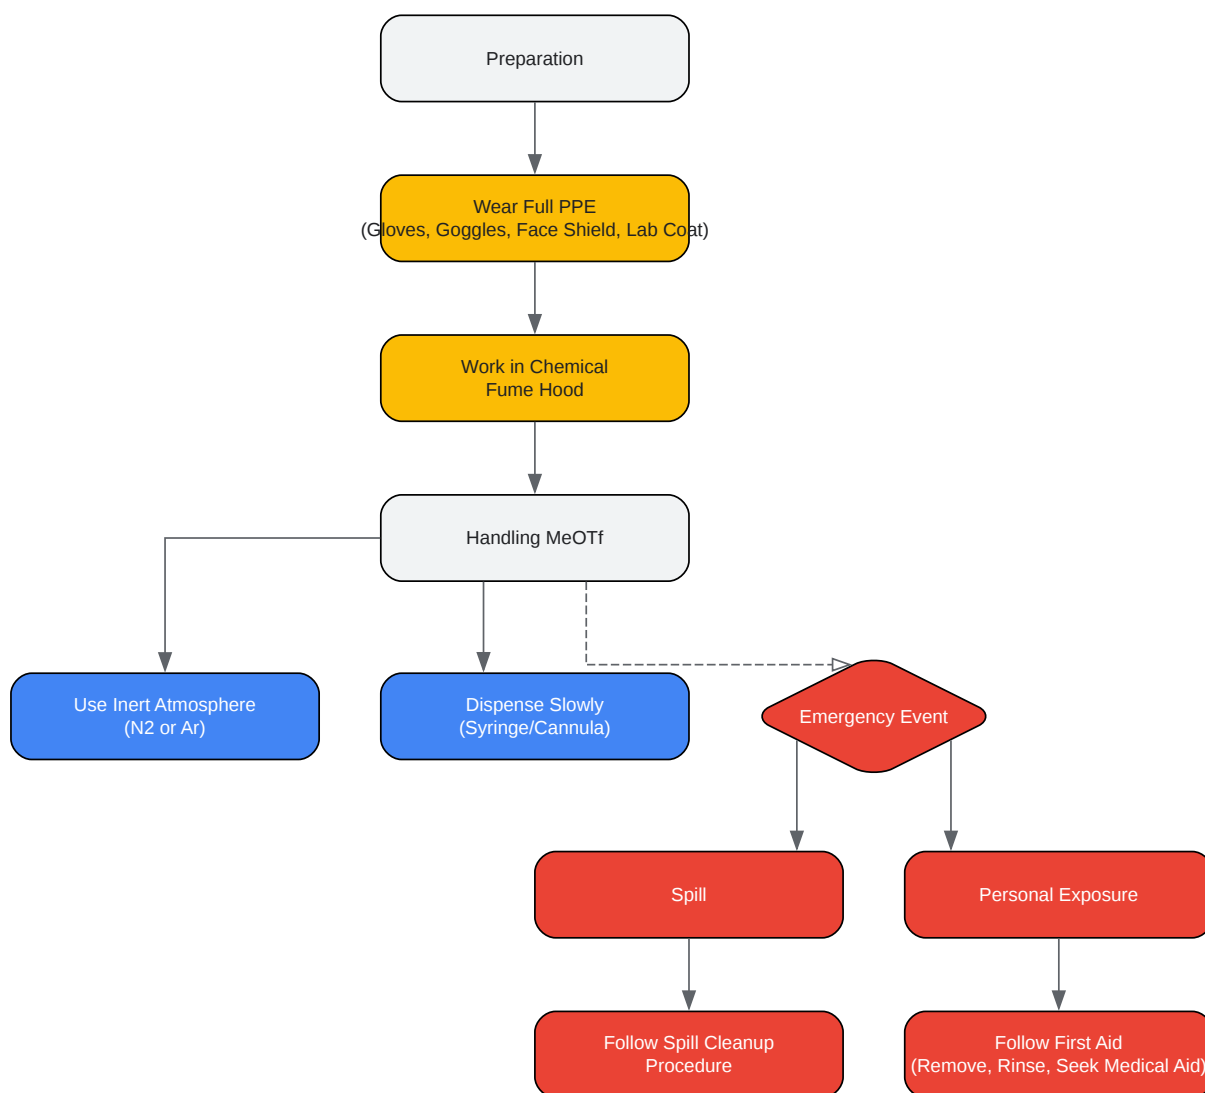 Preparation
Wear Full PPE
(Gloves, Goggles, Face Shield, Lab Coat)
Work in Chemical
Fume Hood
Handling MeOTf
Use Inert Atmosphere
(N2 or Ar)
Dispense Slowly
(Syringe/Cannula)
Emergency Event
Spill
Personal Exposure
Follow Spill Cleanup
Procedure
Follow First Aid
(Remove, Rinse, Seek Medical Aid)